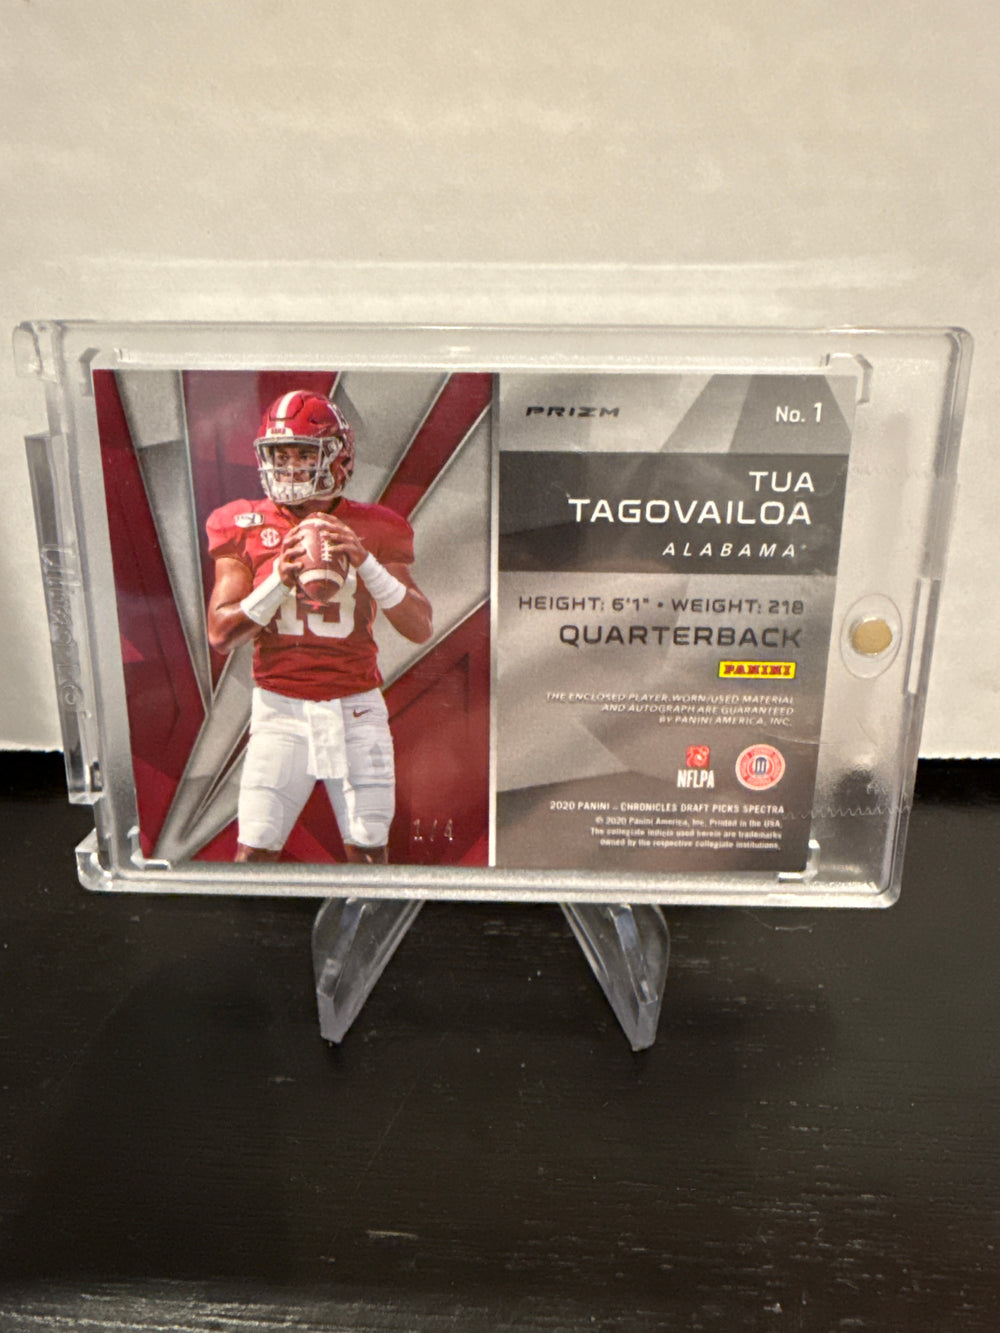 PRIZM
No. 1
TUA
TAGOVAILOA
ALABAMA
HEIGHT: 6'1" • WEIGHT: 218
QUARTERBACK
PANINI
THE ENCLOSED PLAYER-WORN/USED MATERIAL
AND AUTOGRAPH ARE GUARANTEED
BY PANINI AMERICA, INC.
NFLPA
2020 PANINI – CHRONICLES DRAFT PICKS SPECTRA
© 2020 Panini America, Inc. Printed in the USA.
The collegiate indicia used herein are trademarks
owned by the respective collegiate institutions.
SEC
13
1/4